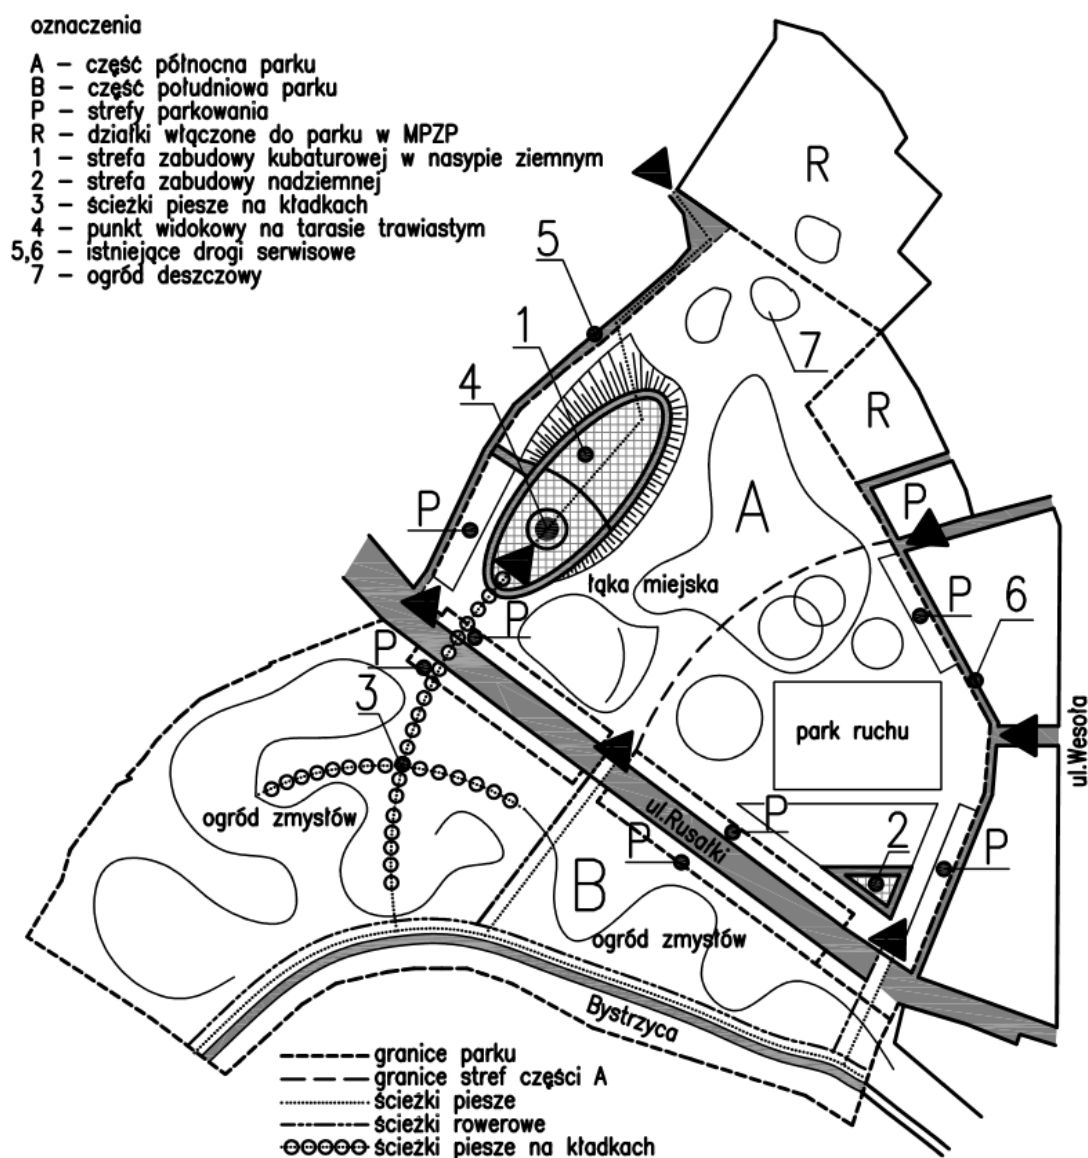 oznaczenia
A – część północna parku
B – część południowa parku
P – strefy parkowania
R – działki włączone do parku w MPZP
1 – strefa zabudowy kubaturowej w nasypie ziemnym
2 – strefa zabudowy nadziemnej
3 – ścieżki piesze na kładkach
4 – punkt widokowy na tarasie trawiastym
5,6 – istniejące drogi serwisowe
7 – ogród deszczowy
R
5
1
7
4
R
P
A
P
łąka miejska
P
6
P
P
3
park ruchu
ul.Wesoła
ogród zmysłów
ul.Rusałki
P
2
P
P
B
ogród zmysłów
Bystrzyca
granice parku
granice stref części A
ścieżki piesze
ścieżki rowerowe
ścieżki piesze na kładkach